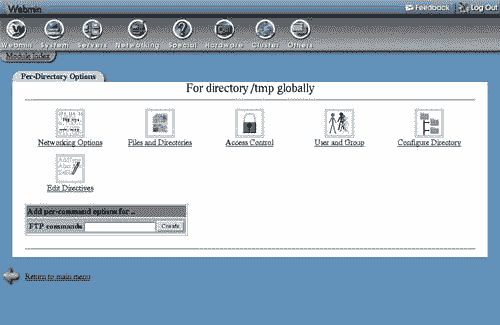 Webmin
Feedback Log Out
Webmin System Servers Networking Special Hardware Cluster Others
Module Index
Per-Directory Options
For directory /tmp globally
Networking Options Files and Directories Access Control User and Group Configure Directory
Edit Directives
Add per-command options for ..
FTP commands Create
Return to main menu